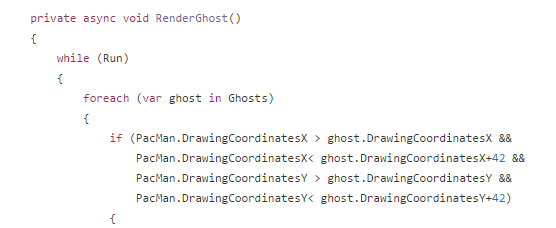 private async void RenderGhost()
{
while (Run)
{
foreach (var ghost in Ghosts)
{
if (PacMan.DrawingCoordinatesX > ghost.DrawingCoordinatesX &&
PacMan.DrawingCoordinatesX< ghost.DrawingCoordinatesX+42 &&
PacMan.DrawingCoordinatesY > ghost.DrawingCoordinatesY &&
PacMan.DrawingCoordinatesY< ghost.DrawingCoordinatesY+42)
{